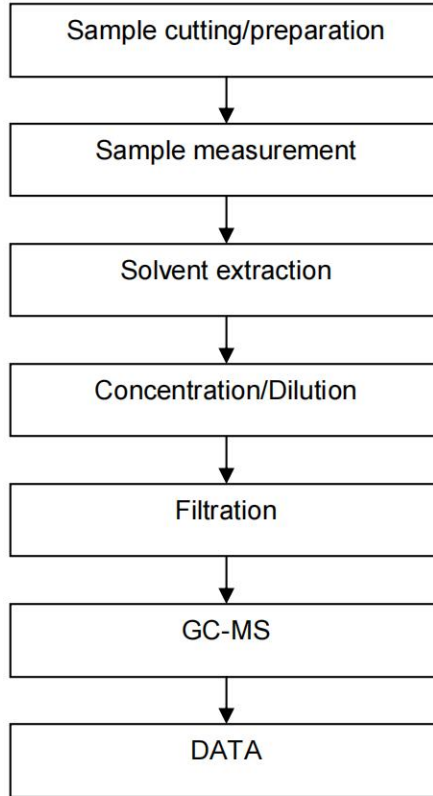 Sample cutting/preparation
Sample measurement
Solvent extraction
Concentration/Dilution
Filtration
GC-MS
DATA